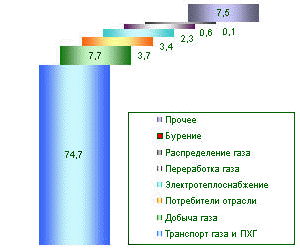 7,5
0,1
0,6
2,3
3,4
3,7
7,7
74,7
Прочее
Бурение
Распределение газа
Переработка газа
Электротеплоснабжение
Потребители отрасли
Добыча газа
Транспорт газа и ПХГ